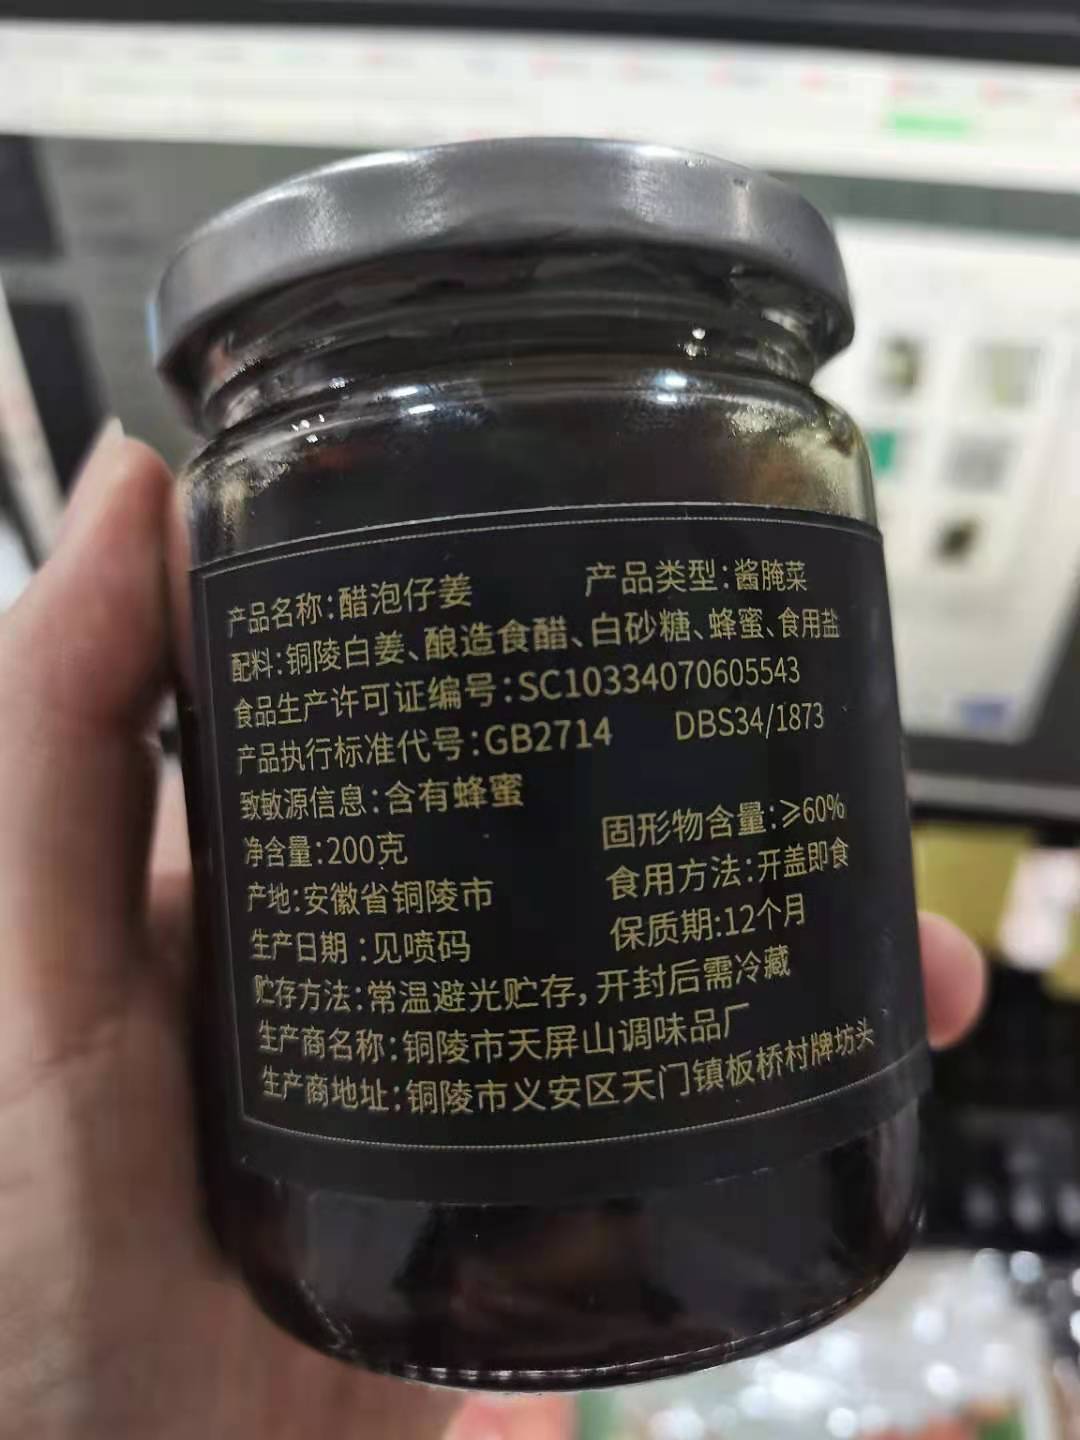 产品名称:醋泡仔姜 产品类型:酱腌菜
配料:铜陵白姜、酿造食醋、白砂糖、蜂蜜、食用盐
食品生产许可证编号:SC10334070605543
产品执行标准代号:GB2714 DBS34/1873
致敏源信息:含有蜂蜜
净含量:200克 固形物含量:≥60%
产地:安徽省铜陵市 食用方法:开盖即食
生产日期:见喷码 保质期:12个月
贮存方法:常温避光贮存,开封后需冷藏
生产商名称:铜陵市天屏山调味品厂
生产商地址:铜陵市义安区天门镇板桥村牌坊头